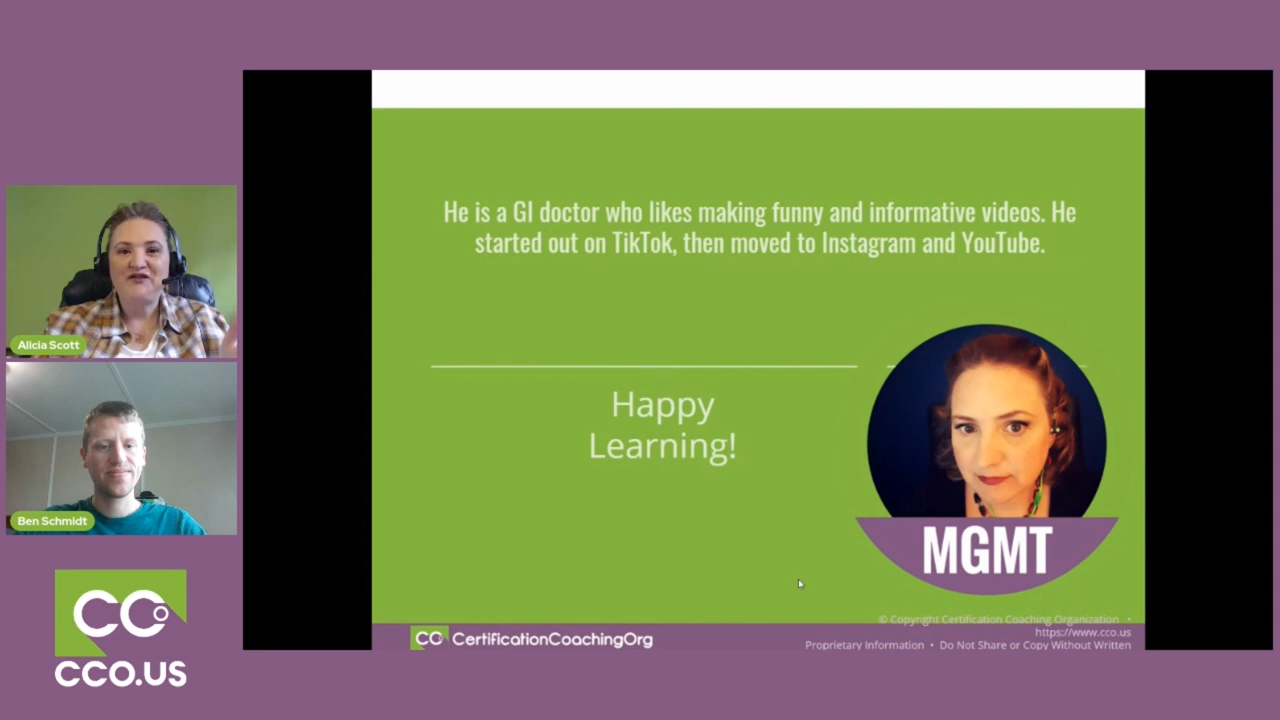 He is a GI doctor who likes making funny and informative videos. He
started out on TikTok, then moved to Instagram and YouTube.
Happy
Learning!
MGMT
Alicia Scott
Ben Schmidt
CCO
CCO.US
CC CertificationCoachingOrg
© Copyright Certification Coaching Organization •
https://www.cco.us
Proprietary Information • Do Not Share or Copy Without Written